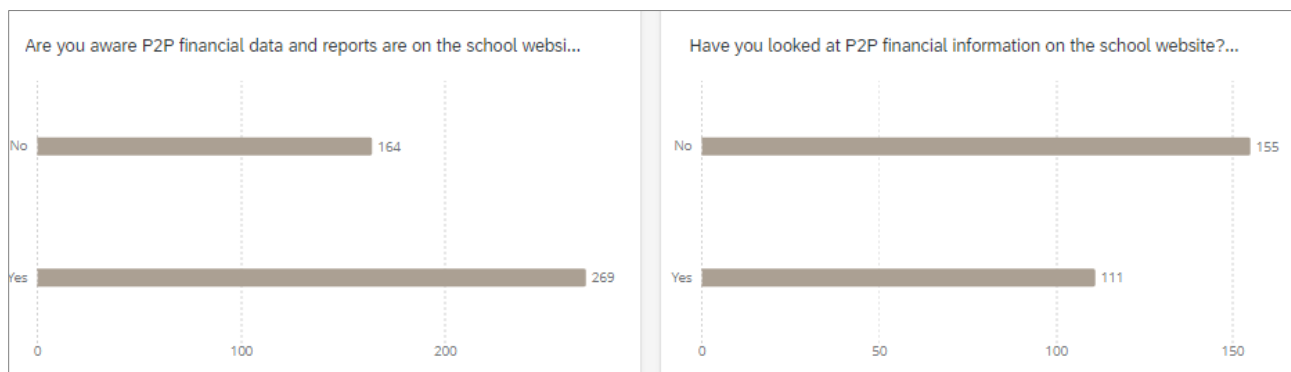 Are you aware P2P financial data and reports are on the school websi...
No
164
Yes
269
0 100 200
Have you looked at P2P financial information on the school website?...
No
155
Yes
111
0 50 100 150